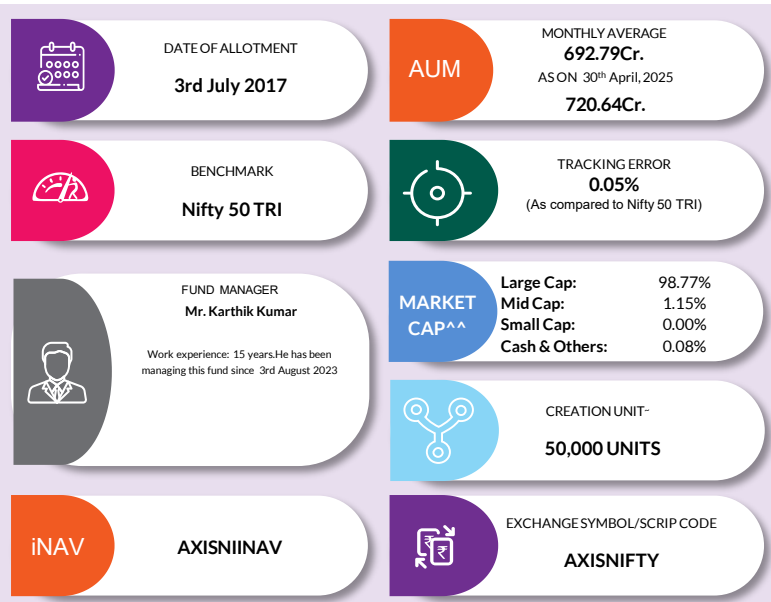 DATE OF ALLOTMENT
3rd July 2017
AUM
MONTHLY AVERAGE
692.79Cr.
AS ON 30th April, 2025
720.64Cr.
BENCHMARK
Nifty 50 TRI
TRACKING ERROR
0.05%
(As compared to Nifty 50 TRI)
FUND MANAGER
Mr. Karthik Kumar
Work experience: 15 years.He has been
managing this fund since 3rd August 2023
MARKET
CAP^^
Large Cap: 98.77%
Mid Cap: 1.15%
Small Cap: 0.00%
Cash & Others: 0.08%
CREATION UNIT~
50,000 UNITS
iNAV
AXISNIINAV
₹
₹
EXCHANGE SYMBOL/SCRIP CODE
AXISNIFTY